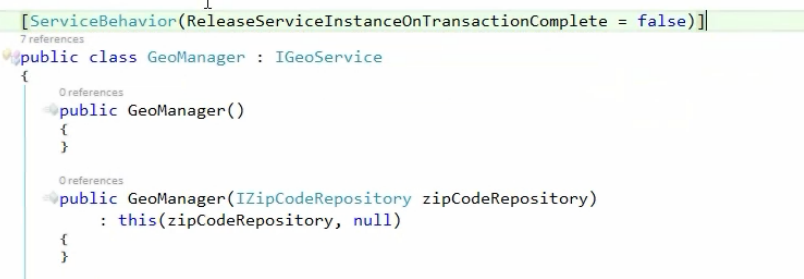 [ServiceBehavior(ReleaseServiceInstanceOnTransactionComplete = false)]
7 references
public class GeoManager : IGeoService
{
0 references
public GeoManager()
{
}
0 references
public GeoManager(IZipCodeRepository zipCodeRepository)
: this(zipCodeRepository, null)
{
}